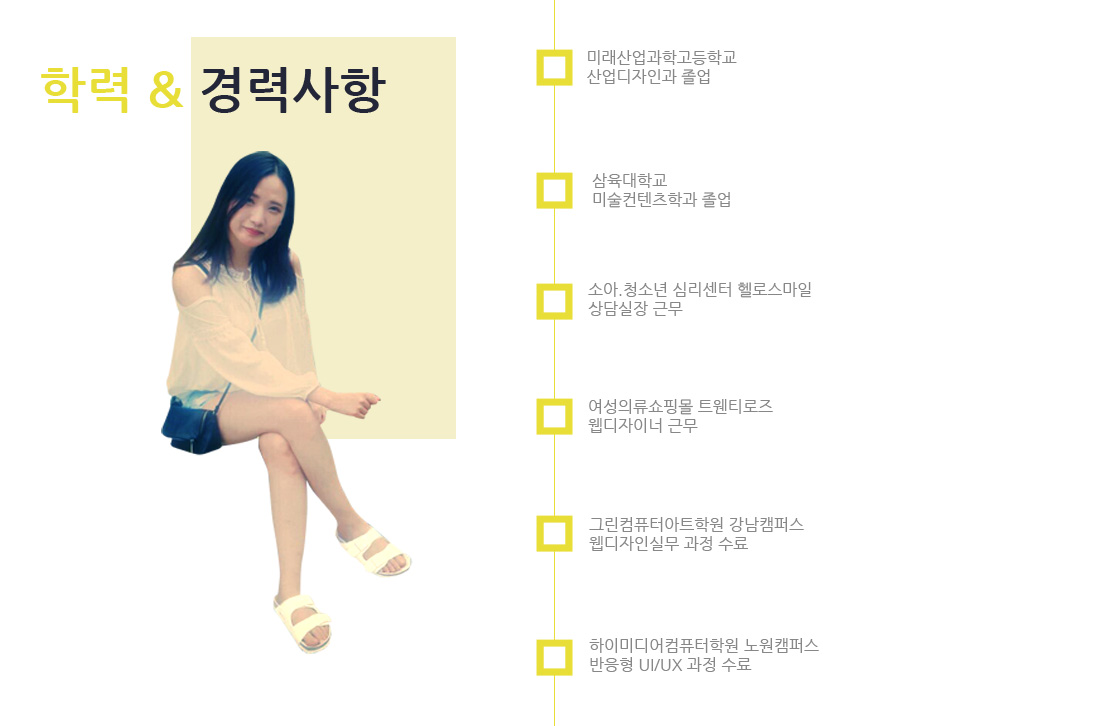 학력 & 경력사항
미래산업과학고등학교
산업디자인과 졸업
삼육대학교
미술컨텐츠학과 졸업
소아.청소년 심리센터 헬로스마일
상담실장 근무
여성의류쇼핑몰 트웬티로즈
웹디자이너 근무
그린컴퓨터아트학원 강남캠퍼스
웹디자인실무 과정 수료
하이미디어컴퓨터학원 노원캠퍼스
반응형 UI/UX 과정 수료